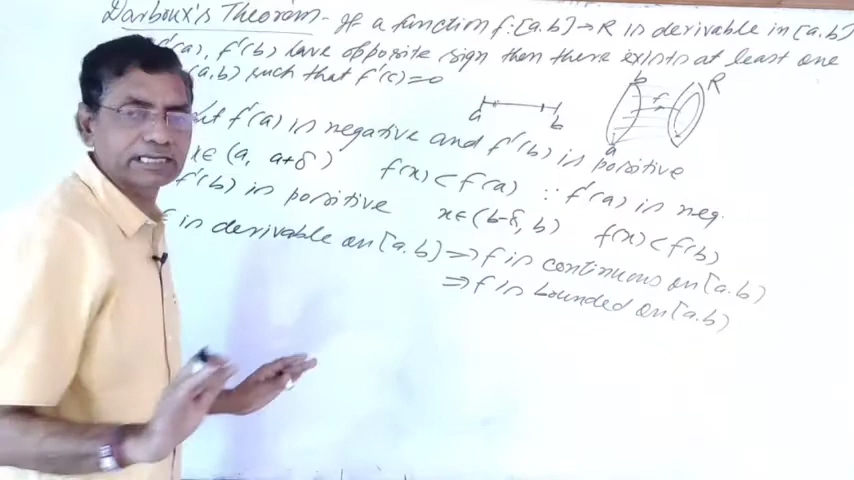 Darboux's Theorem - If a function f:[a.b]→R is derivable in [a.b]
f'(a), f'(b) have opposite sign then there exists at least one
(a,b) such that f'(c)=0
a b
b f R
a
f'(a) is negative and f'(b) is positive
x∈(a, a+δ) f(x)<f(a) ∵ f'(a) is neg.
f'(b) is positive x∈(b-δ, b) f(x)<f(b)
f is derivable on [a.b] ⇒ f is continuous on [a.b)
⇒ f is bounded on [a.b)